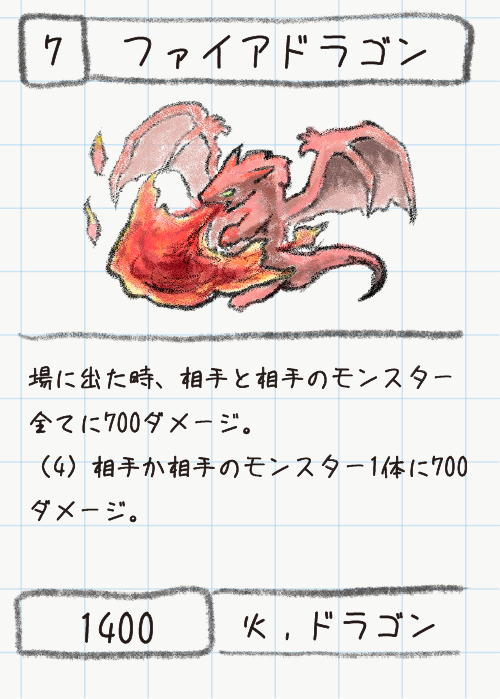 7 ファイアドラゴン
場に出た時、相手と相手のモンスター
全てに700ダメージ。
（4）相手か相手のモンスター1体に700
ダメージ。
1400 火，ドラゴン